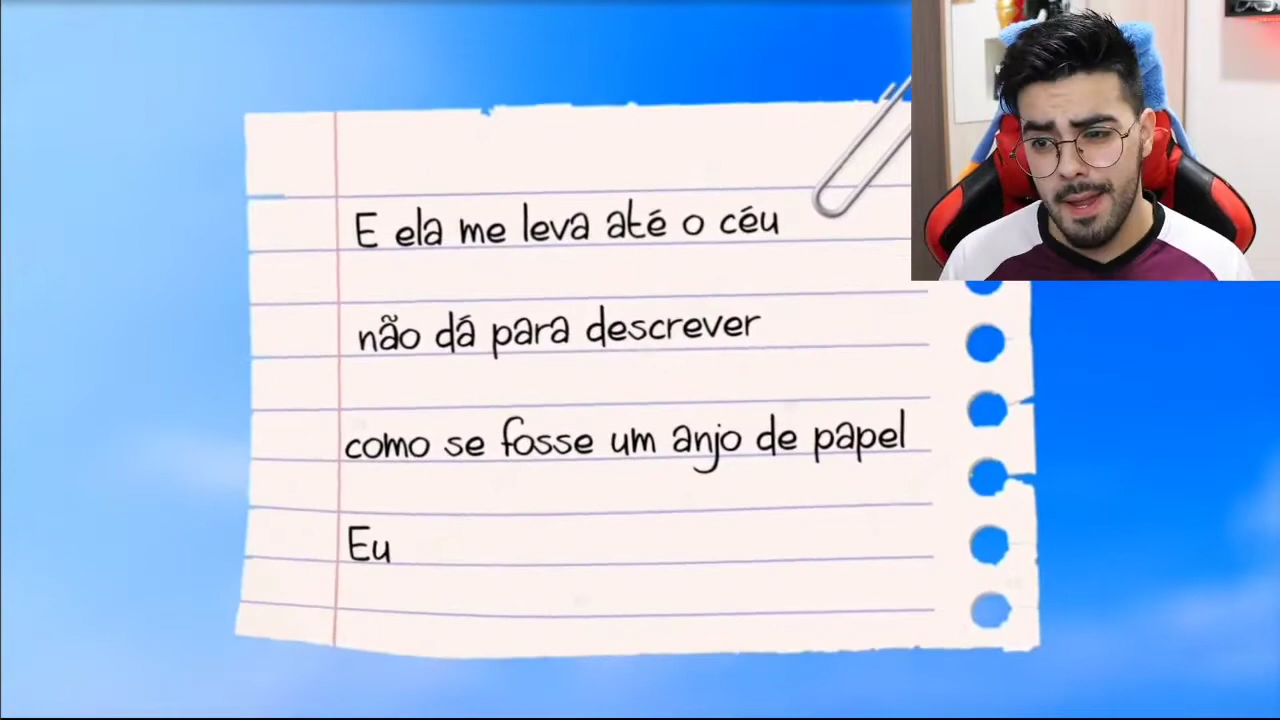 E ela me leva até o céu
não dá para descrever
como se fosse um anjo de papel
Eu